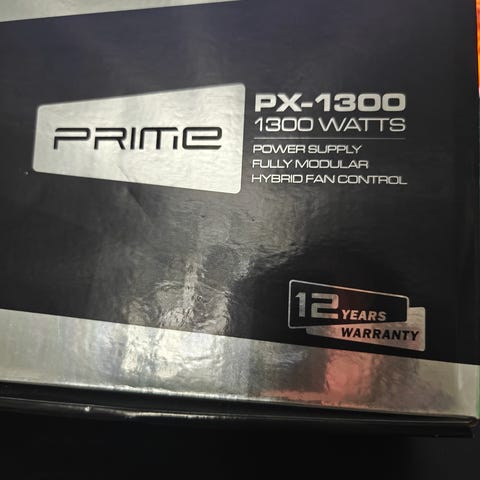 PRIME
PX-1300
1300 WATTS
POWER SUPPLY
FULLY MODULAR
HYBRID FAN CONTROL
12 YEARS
WARRANTY